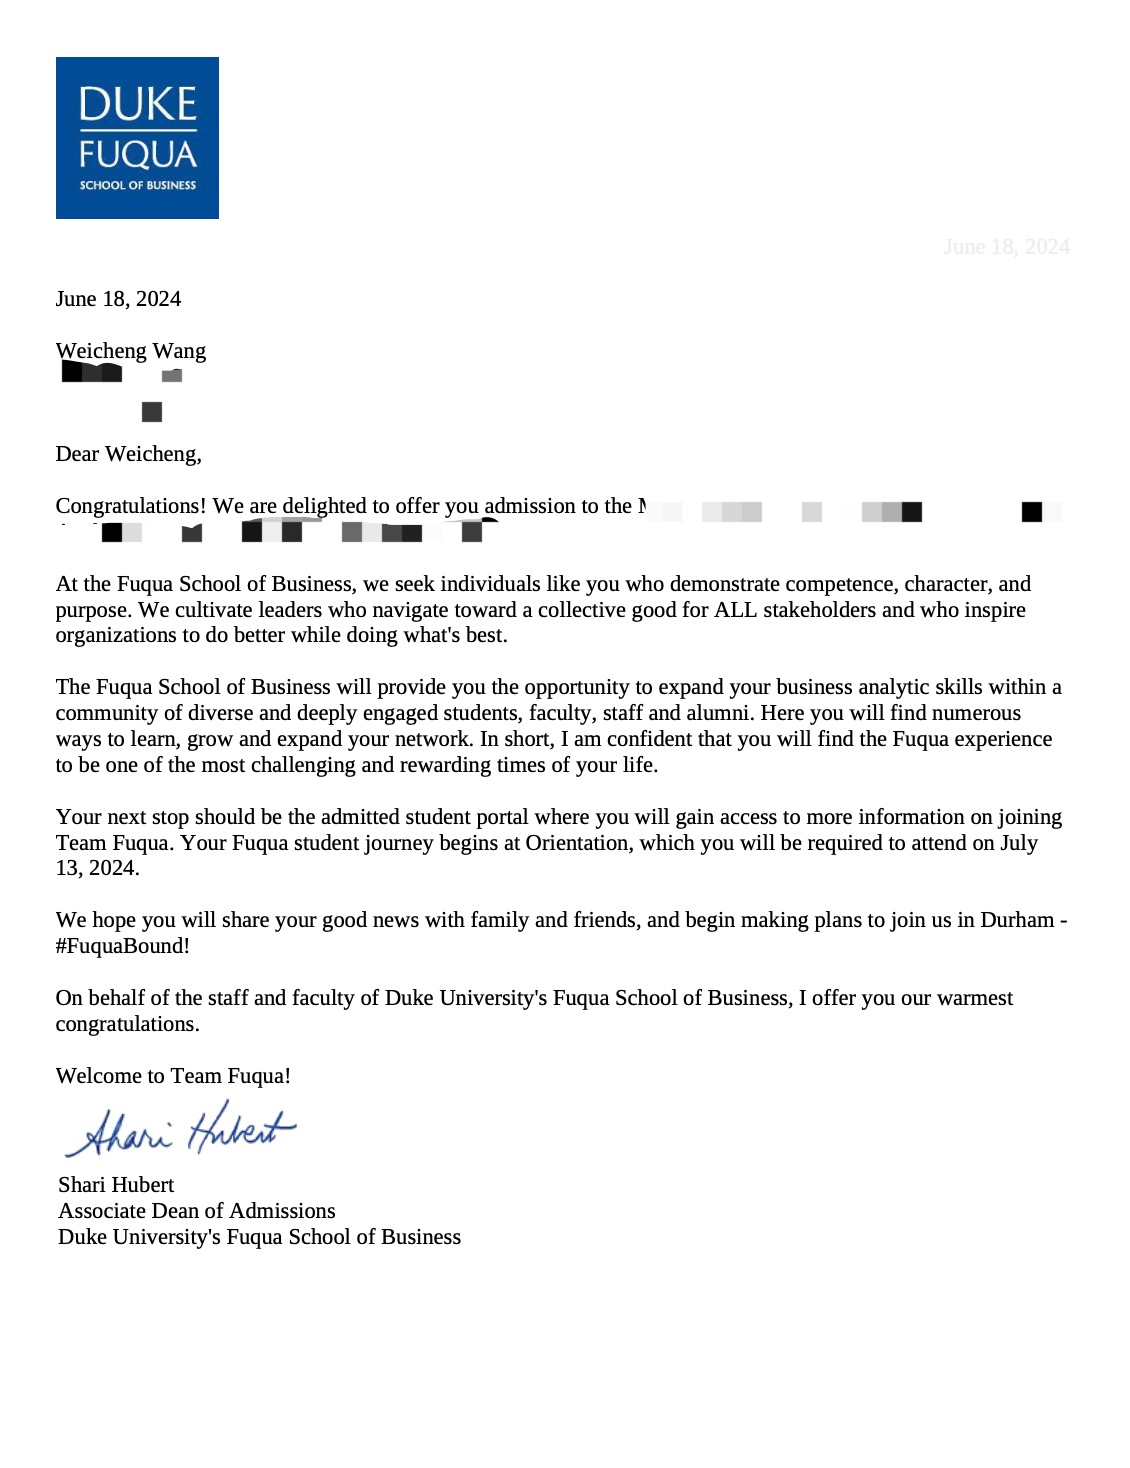 DUKE
FUQUA
SCHOOL OF BUSINESS
June 18, 2024
June 18, 2024
Weicheng Wang
Dear Weicheng,
Congratulations! We are delighted to offer you admission to the
At the Fuqua School of Business, we seek individuals like you who demonstrate competence, character, and
purpose. We cultivate leaders who navigate toward a collective good for ALL stakeholders and who inspire
organizations to do better while doing what's best.
The Fuqua School of Business will provide you the opportunity to expand your business analytic skills within a
community of diverse and deeply engaged students, faculty, staff and alumni. Here you will find numerous
ways to learn, grow and expand your network. In short, I am confident that you will find the Fuqua experience
to be one of the most challenging and rewarding times of your life.
Your next stop should be the admitted student portal where you will gain access to more information on joining
Team Fuqua. Your Fuqua student journey begins at Orientation, which you will be required to attend on July
13, 2024.
We hope you will share your good news with family and friends, and begin making plans to join us in Durham -
#FuquaBound!
On behalf of the staff and faculty of Duke University's Fuqua School of Business, I offer you our warmest
congratulations.
Welcome to Team Fuqua!
Shari Hubert
Shari Hubert
Associate Dean of Admissions
Duke University's Fuqua School of Business